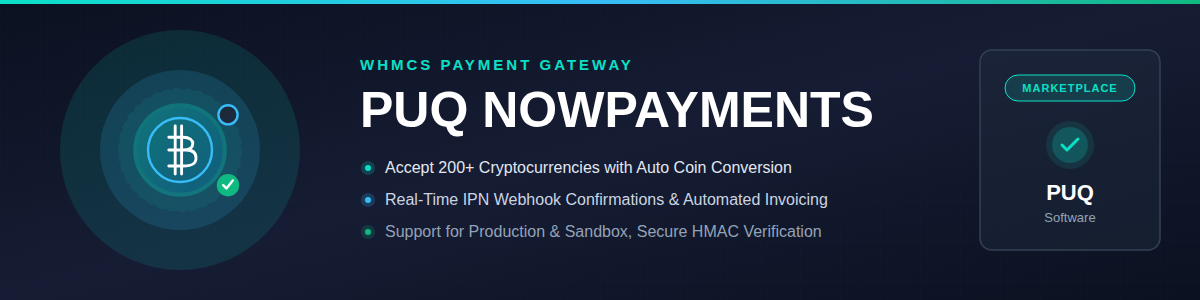 WHMCS PAYMENT GATEWAY
PUQ NOWPAYMENTS
Accept 200+ Cryptocurrencies with Auto Coin Conversion
Real-Time IPN Webhook Confirmations & Automated Invoicing
Support for Production & Sandbox, Secure HMAC Verification
MARKETPLACE
PUQ
Software